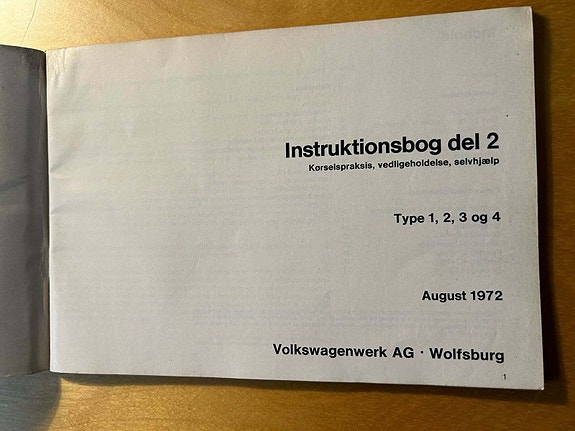 Instruktionsbog del 2
Kørselspraksis, vedligeholdelse, selvhjælp
Type 1, 2, 3 og 4
August 1972
Volkswagenwerk AG · Wolfsburg
1